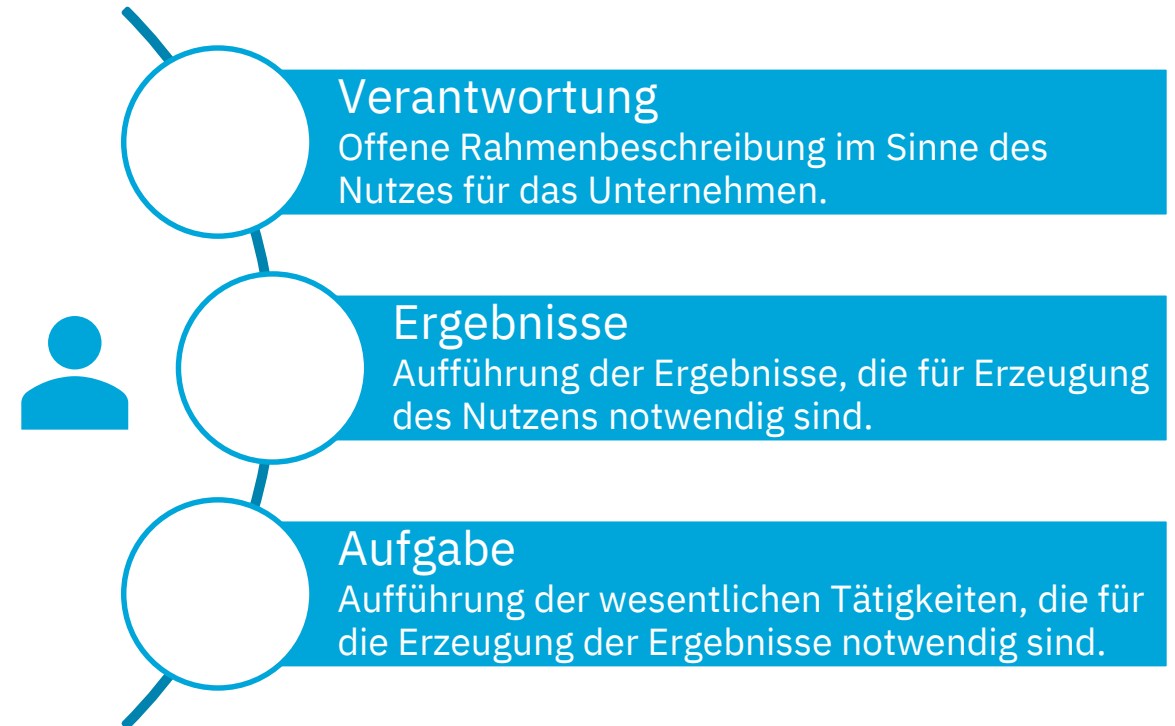 Verantwortung
Offene Rahmenbeschreibung im Sinne des
Nutzes für das Unternehmen.
Ergebnisse
Aufführung der Ergebnisse, die für Erzeugung
des Nutzens notwendig sind.
Aufgabe
Aufführung der wesentlichen Tätigkeiten, die für
die Erzeugung der Ergebnisse notwendig sind.